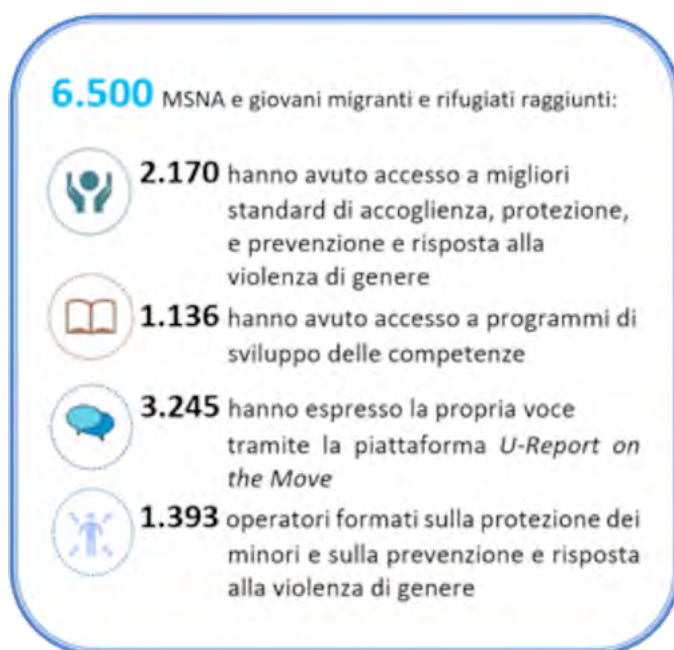 6.500 MSNA e giovani migranti e rifugiati raggiunti:
2.170 hanno avuto accesso a migliori
standard di accoglienza, protezione,
e prevenzione e risposta alla
violenza di genere
1.136 hanno avuto accesso a programmi di
sviluppo delle competenze
3.245 hanno espresso la propria voce
tramite la piattaforma U-Report on
the Move
1.393 operatori formati sulla protezione dei
minori e sulla prevenzione e risposta
alla violenza di genere